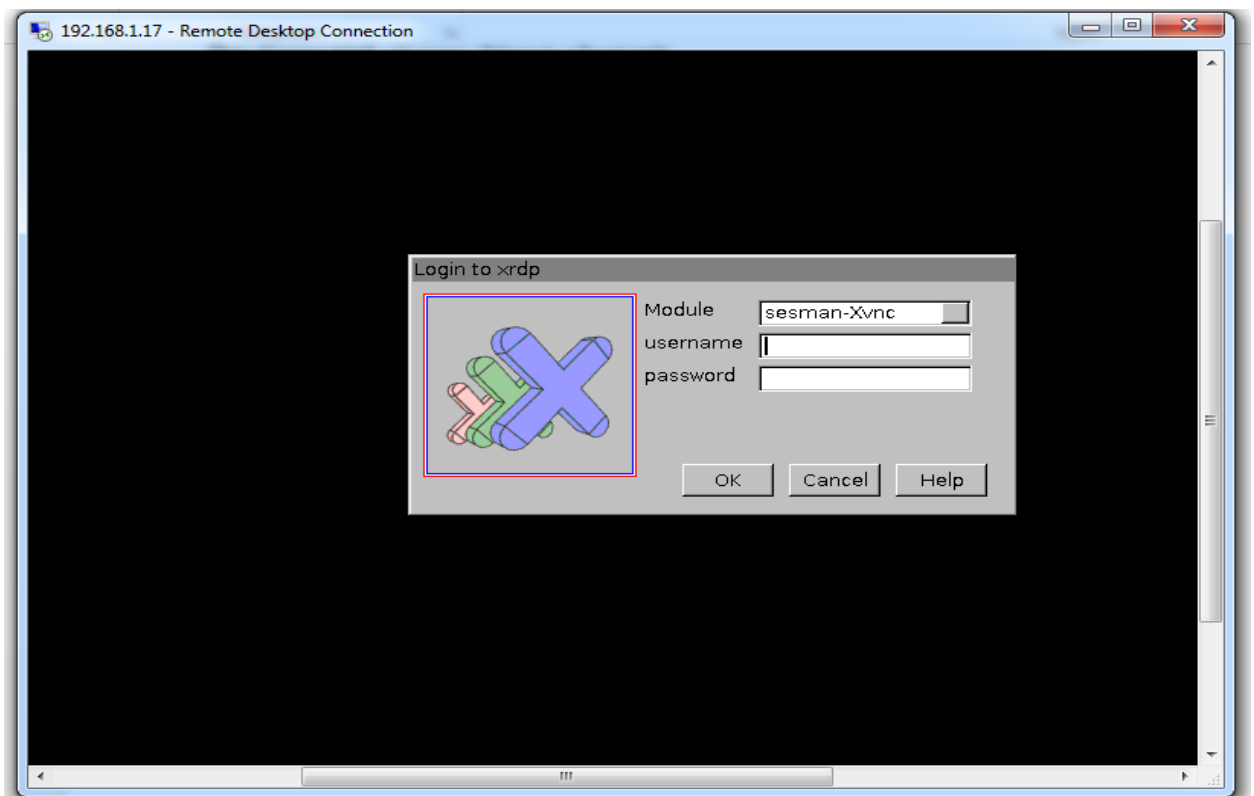 192.168.1.17 - Remote Desktop Connection
Login to xrdp
Module sesman-Xvnc
username
password
OK Cancel Help